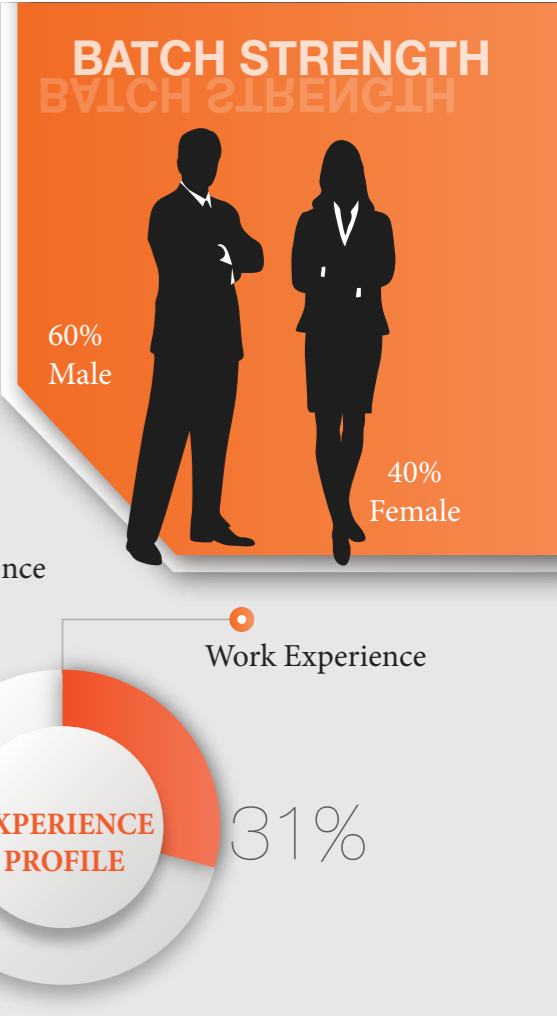 BATCH STRENGTH
60%
Male
40%
Female
nce
Work Experience
XPERIENCE
PROFILE
31%